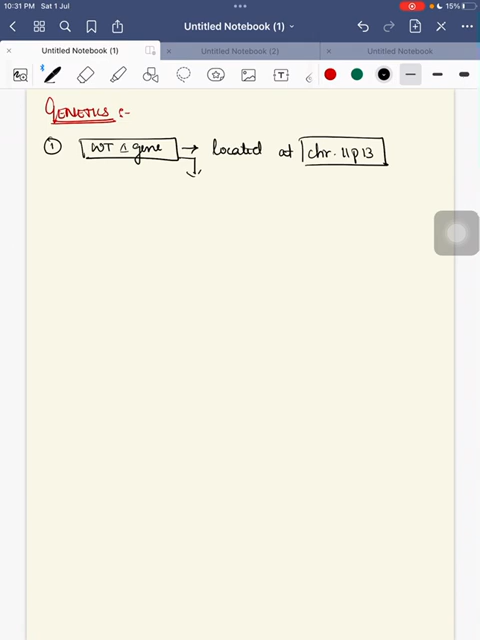 10:31 PM Sat 1 Jul
15%
Untitled Notebook (1)
Untitled Notebook (1) Untitled Notebook (2) Untitled Notebook
T
GENETICS :-
① WT 1 gene → Located at chr. 11p13